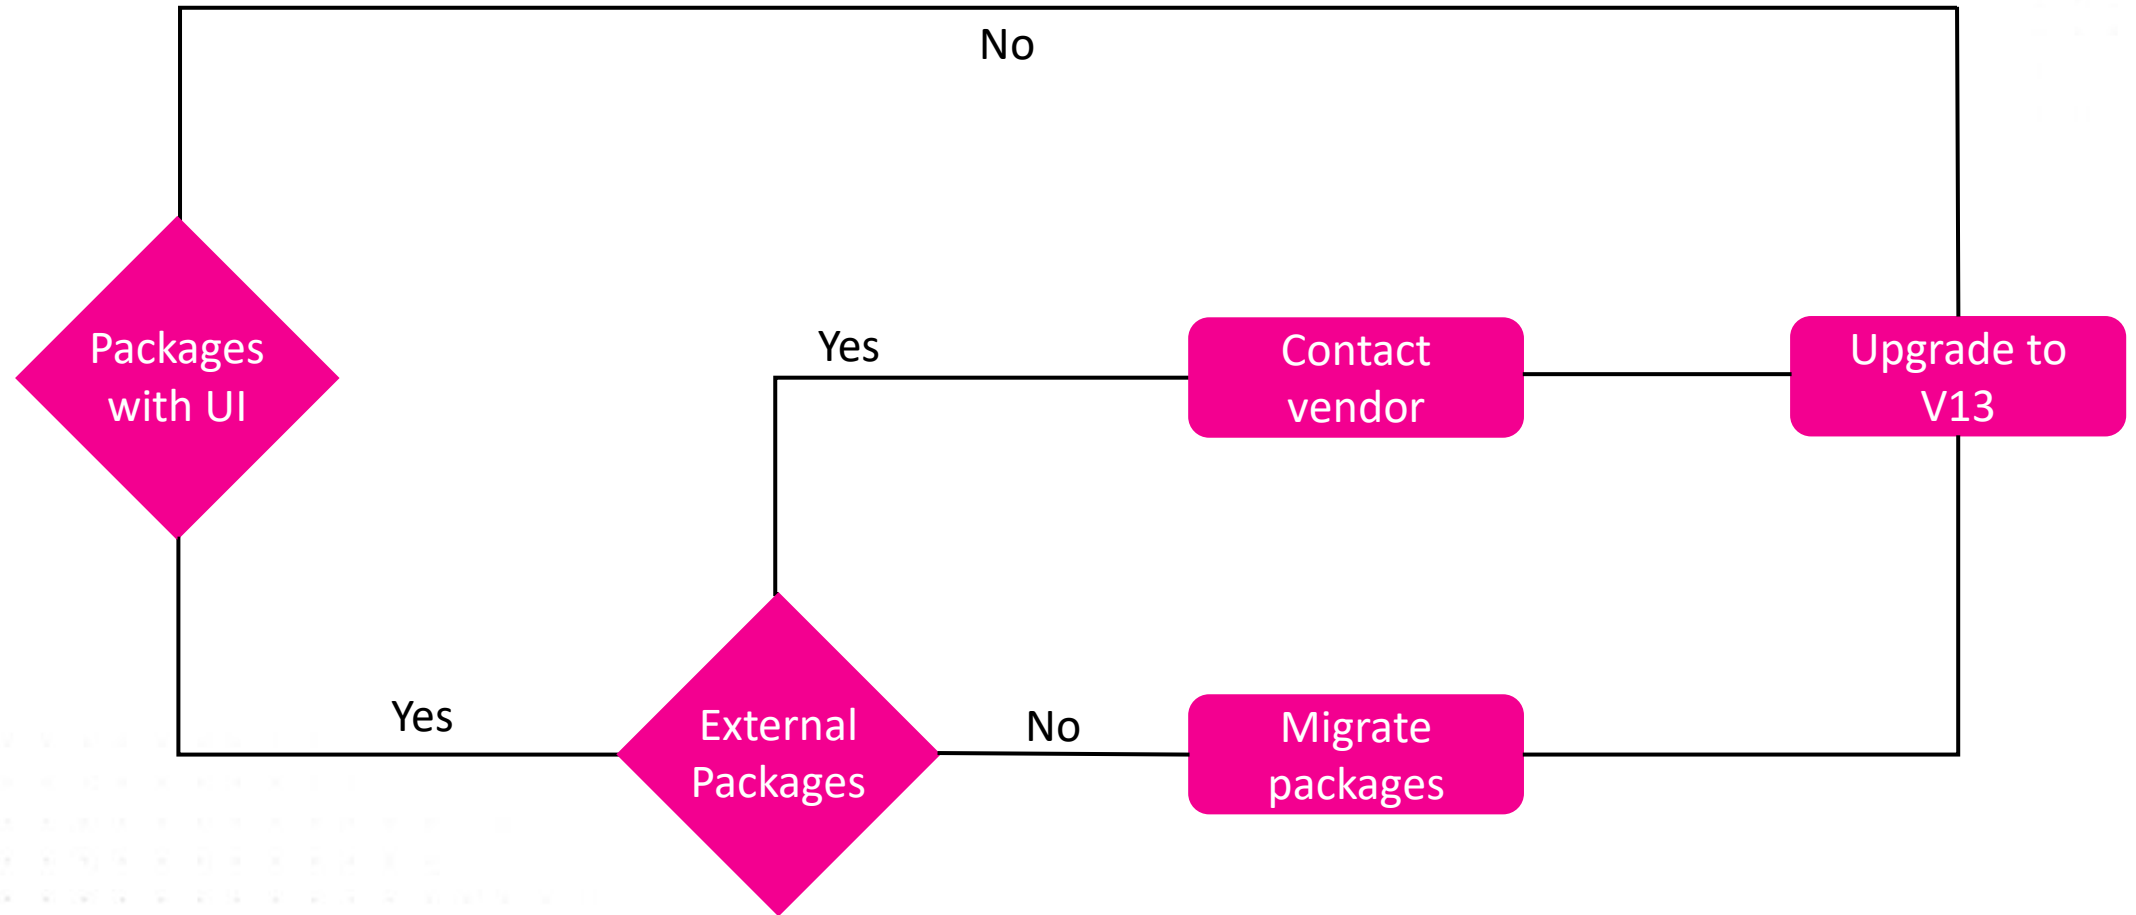 No
Packages
with UI
Yes
Contact
vendor
Upgrade to
V13
Yes
External
Packages
No
Migrate
packages